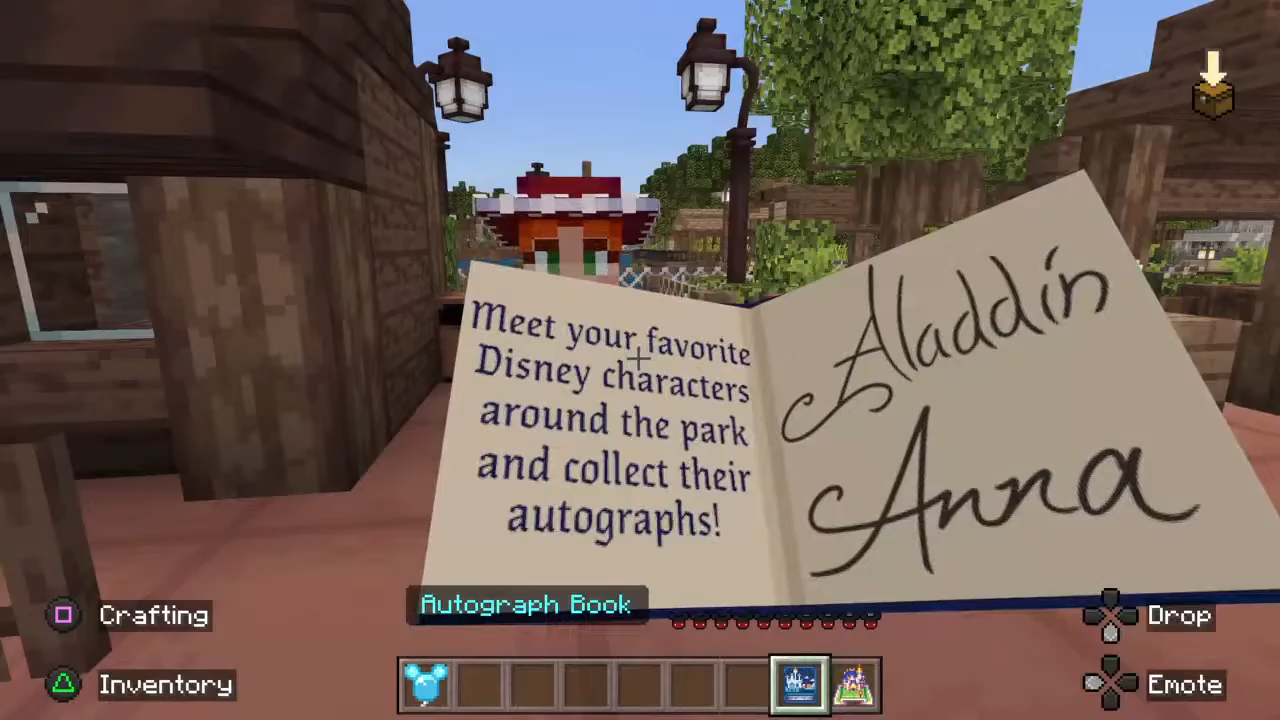 Meet your favorite
Disney characters
around the park
and collect their
autographs!
Aladdin
Anna
Autograph Book
Crafting
Inventory
Drop
Emote